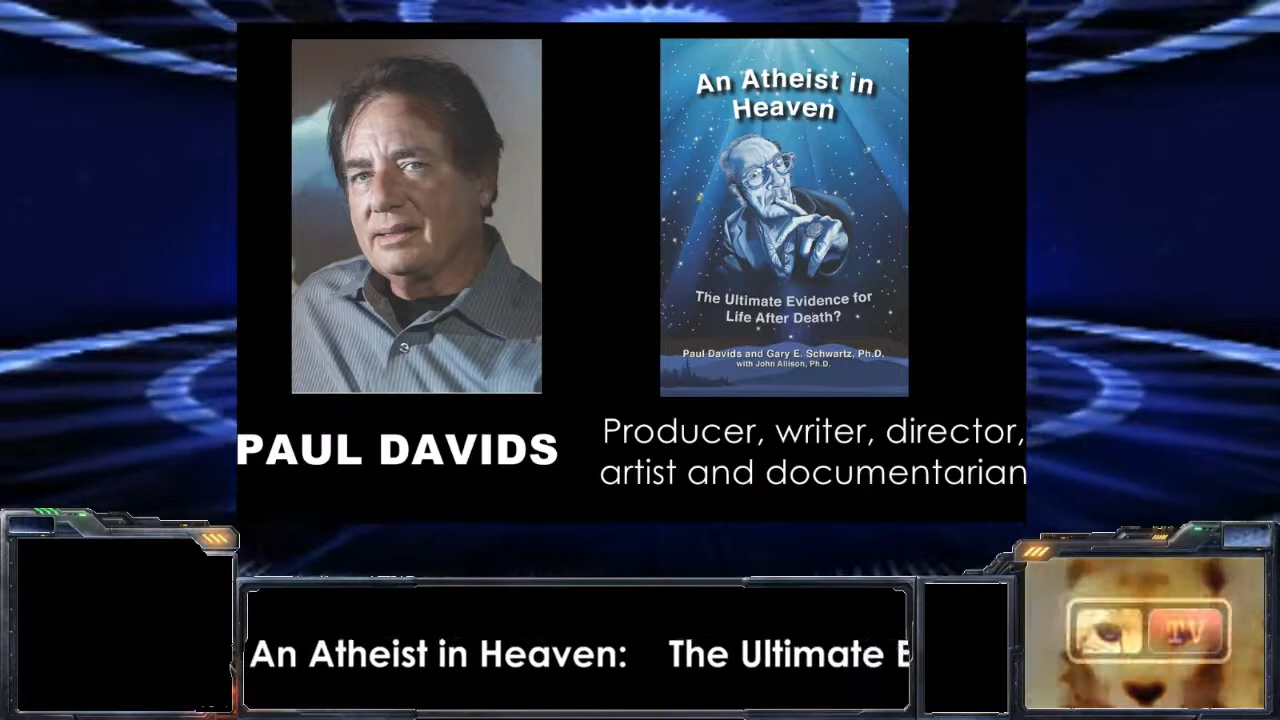 An Atheist in
Heaven
The Ultimate Evidence for
Life After Death?
Paul Davids and Gary E. Schwartz, Ph.D.
with John Allison, Ph.D.
PAUL DAVIDS
Producer, writer, director,
artist and documentarian
An Atheist in Heaven: The Ultimate E
TV